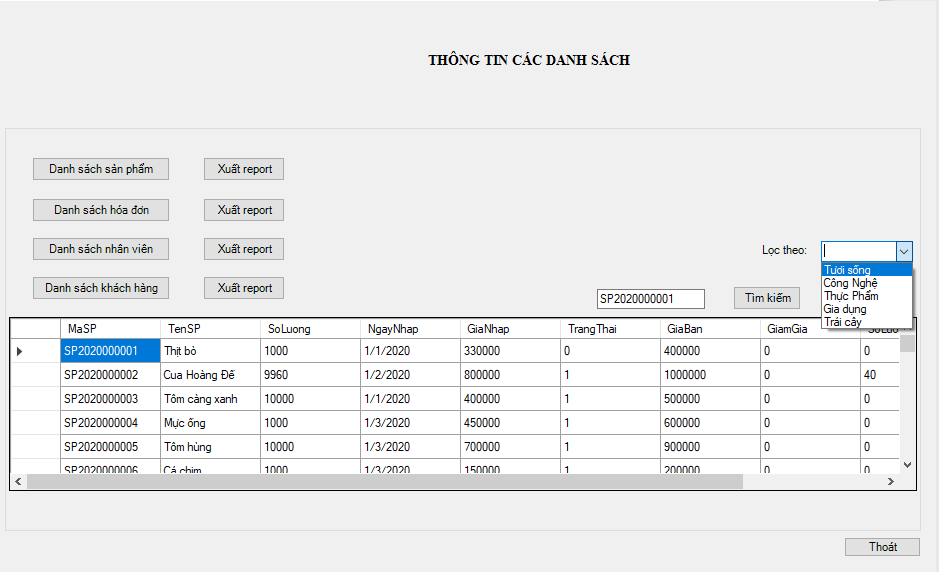 THÔNG TIN CÁC DANH SÁCH
Danh sách sản phẩm Xuất report
Danh sách hóa đơn Xuất report
Danh sách nhân viên Xuất report
Lọc theo:
Danh sách khách hàng Xuất report
SP2020000001 Tìm kiếm
Tươi sống
Công Nghệ
Thực Phẩm
Gia dụng
Trái cây
MaSP TenSP SoLuong NgayNhap GiaNhap TrangThai GiaBan GiamGia
SP2020000001 Thịt bò 1000 1/1/2020 330000 0 400000 0 0
SP2020000002 Cua Hoàng Đế 9960 1/2/2020 800000 1 1000000 0 40
SP2020000003 Tôm càng xanh 10000 1/1/2020 400000 1 500000 0 0
SP2020000004 Mực ống 1000 1/3/2020 450000 1 600000 0 0
SP2020000005 Tôm hùng 10000 1/3/2020 700000 1 900000 0 0
SP2020000006 Cá chim 1000 1/3/2020 150000 1 200000 0 0
Thoát